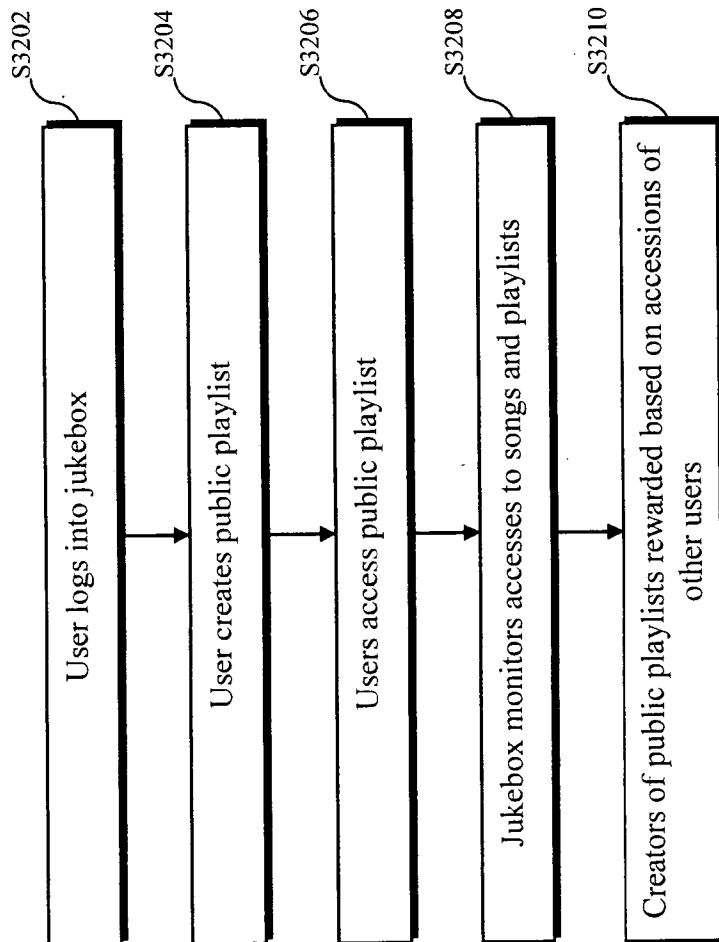 S3202
User logs into jukebox
S3204
User creates public playlist
S3206
Users access public playlist
S3208
Jukebox monitors accesses to songs and playlists
S3210
Creators of public playlists rewarded based on accessions of
other users